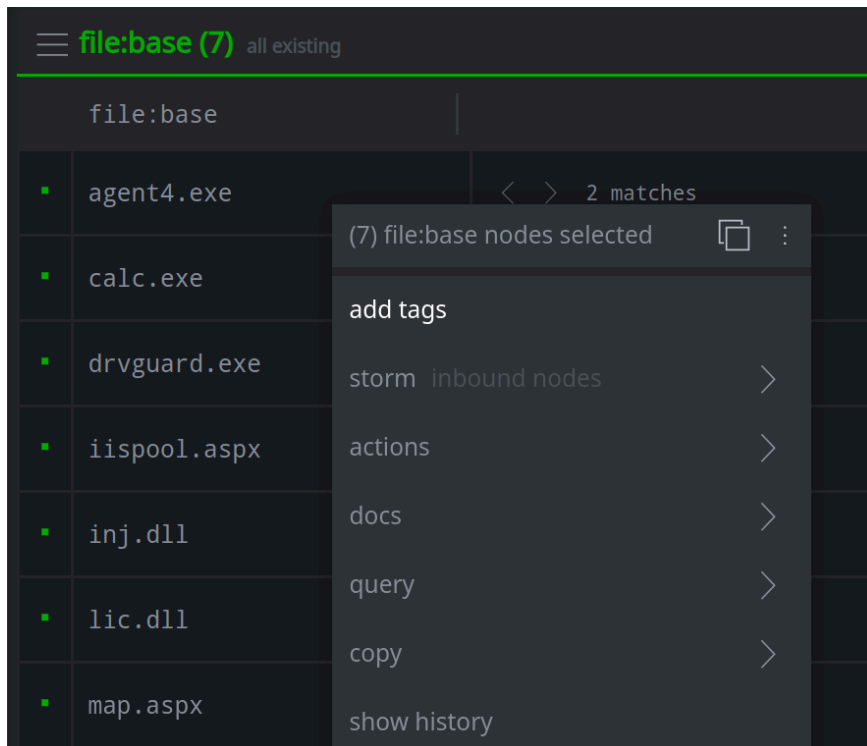 file:base (7) all existing
file:base
agent4.exe
2 matches
calc.exe
drvguard.exe
iispool.aspx
inj.dll
lic.dll
map.aspx
(7) file:base nodes selected
add tags
storm inbound nodes
actions
docs
query
copy
show history